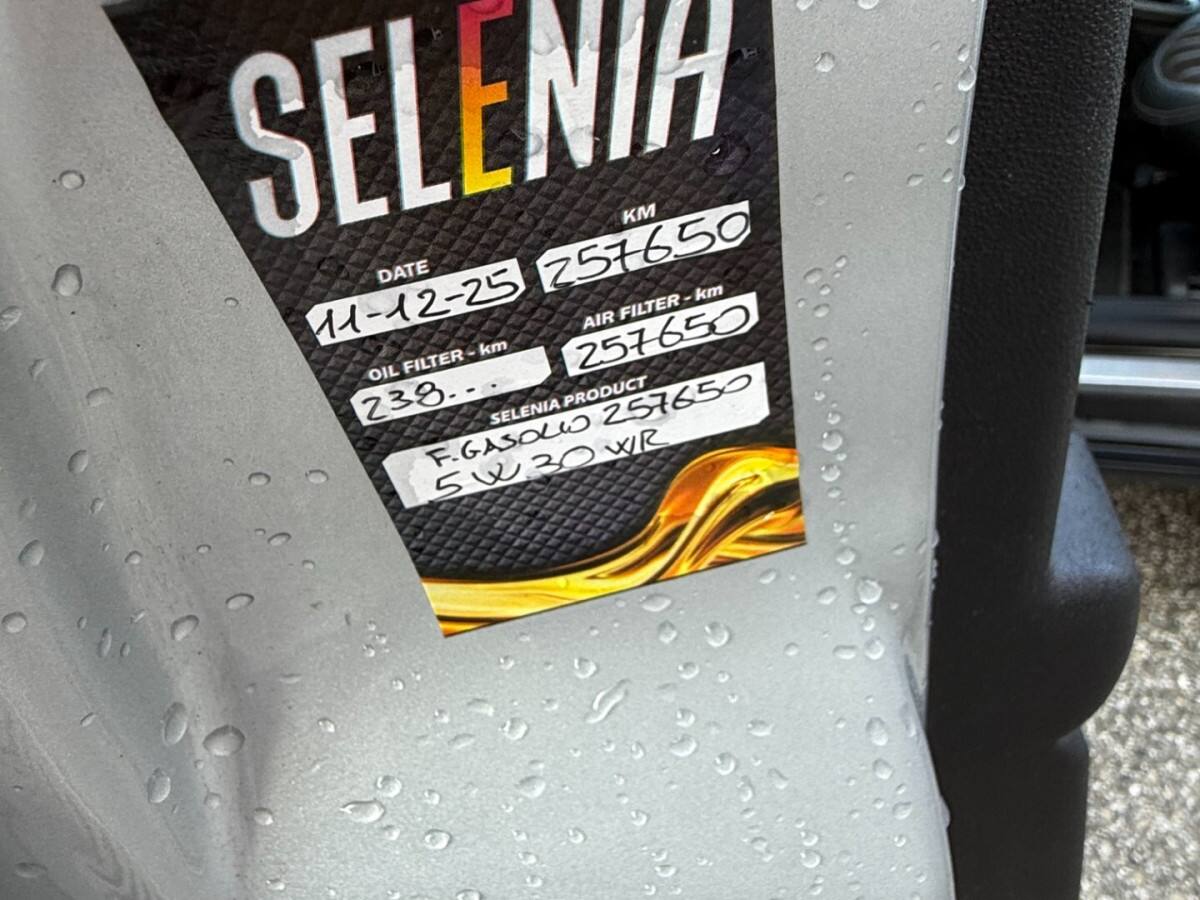 SELENIA
DATE KM
11-12-25 257650
OIL FILTER - km AIR FILTER - km
238... 257650
SELENIA PRODUCT
F. GASOLIO 257650
5W30 WR